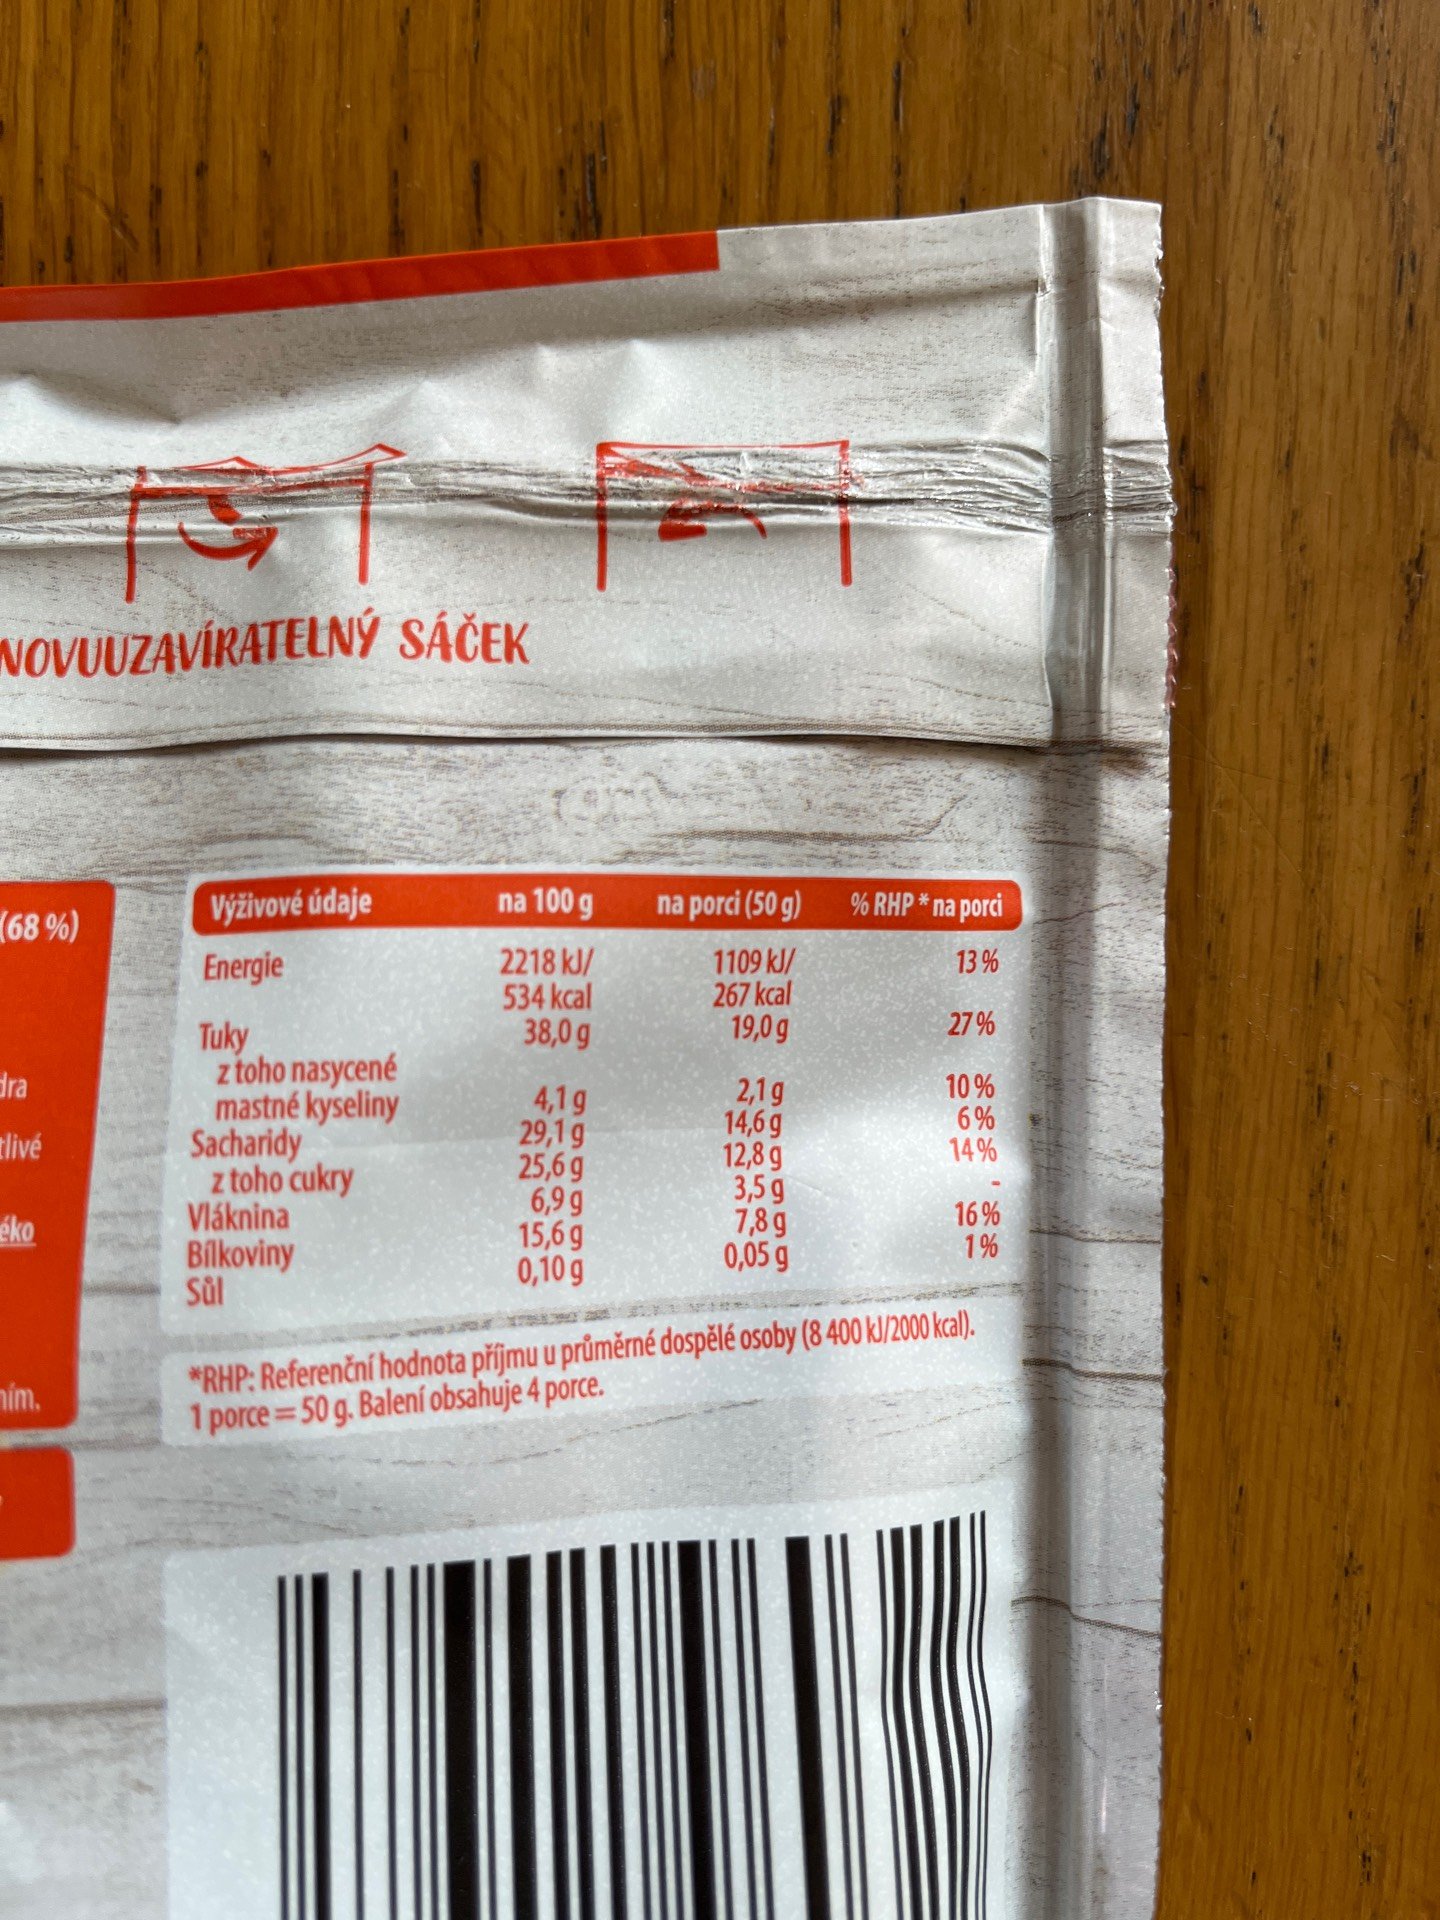 NOVUUZAVÍRATELNÝ SÁČEK
(68 %)
dra
tlivé
éko
ním.
Výživové údaje na 100 g na porci (50 g) % RHP * na porci
Energie 2218 kJ/ 1109 kJ/ 13 %
534 kcal 267 kcal
Tuky 38,0 g 19,0 g 27 %
z toho nasycené
mastné kyseliny 4,1 g 2,1 g 10 %
Sacharidy 29,1 g 14,6 g 6 %
z toho cukry 25,6 g 12,8 g 14 %
Vláknina 6,9 g 3,5 g -
Bílkoviny 15,6 g 7,8 g 16 %
Sůl 0,10 g 0,05 g 1 %
*RHP: Referenční hodnota příjmu u průměrné dospělé osoby (8 400 kJ/2000 kcal).
1 porce = 50 g. Balení obsahuje 4 porce.